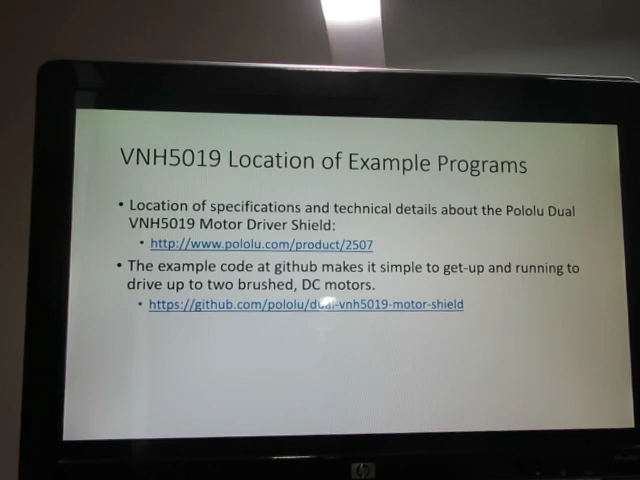 VNH5019 Location of Example Programs
• Location of specifications and technical details about the Pololu Dual
VNH5019 Motor Driver Shield:
• http://www.pololu.com/product/2507
• The example code at github makes it simple to get-up and running to
drive up to two brushed, DC motors.
• https://github.com/pololu/dual-vnh5019-motor-shield
hp